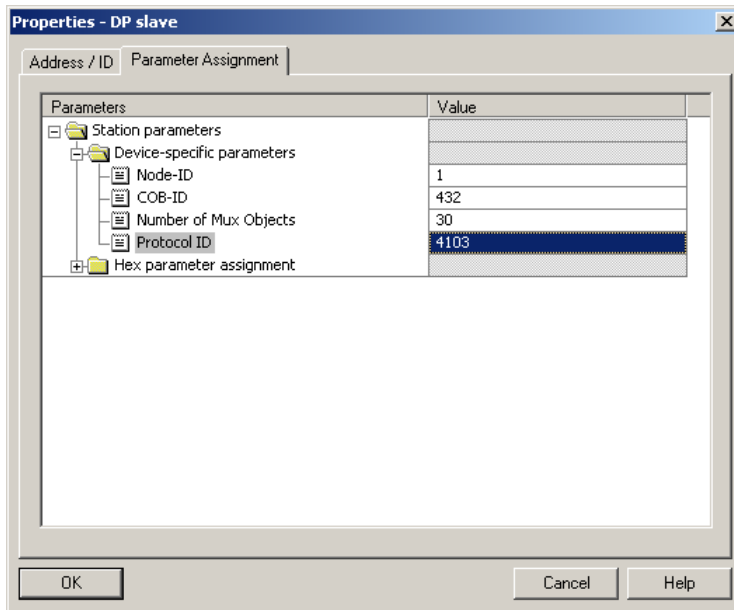 Properties - DP slave
Address / ID Parameter Assignment
Parameters Value
Station parameters
Device-specific parameters
Node-ID 1
COB-ID 432
Number of Mux Objects 30
Protocol ID 4103
Hex parameter assignment
OK Cancel Help